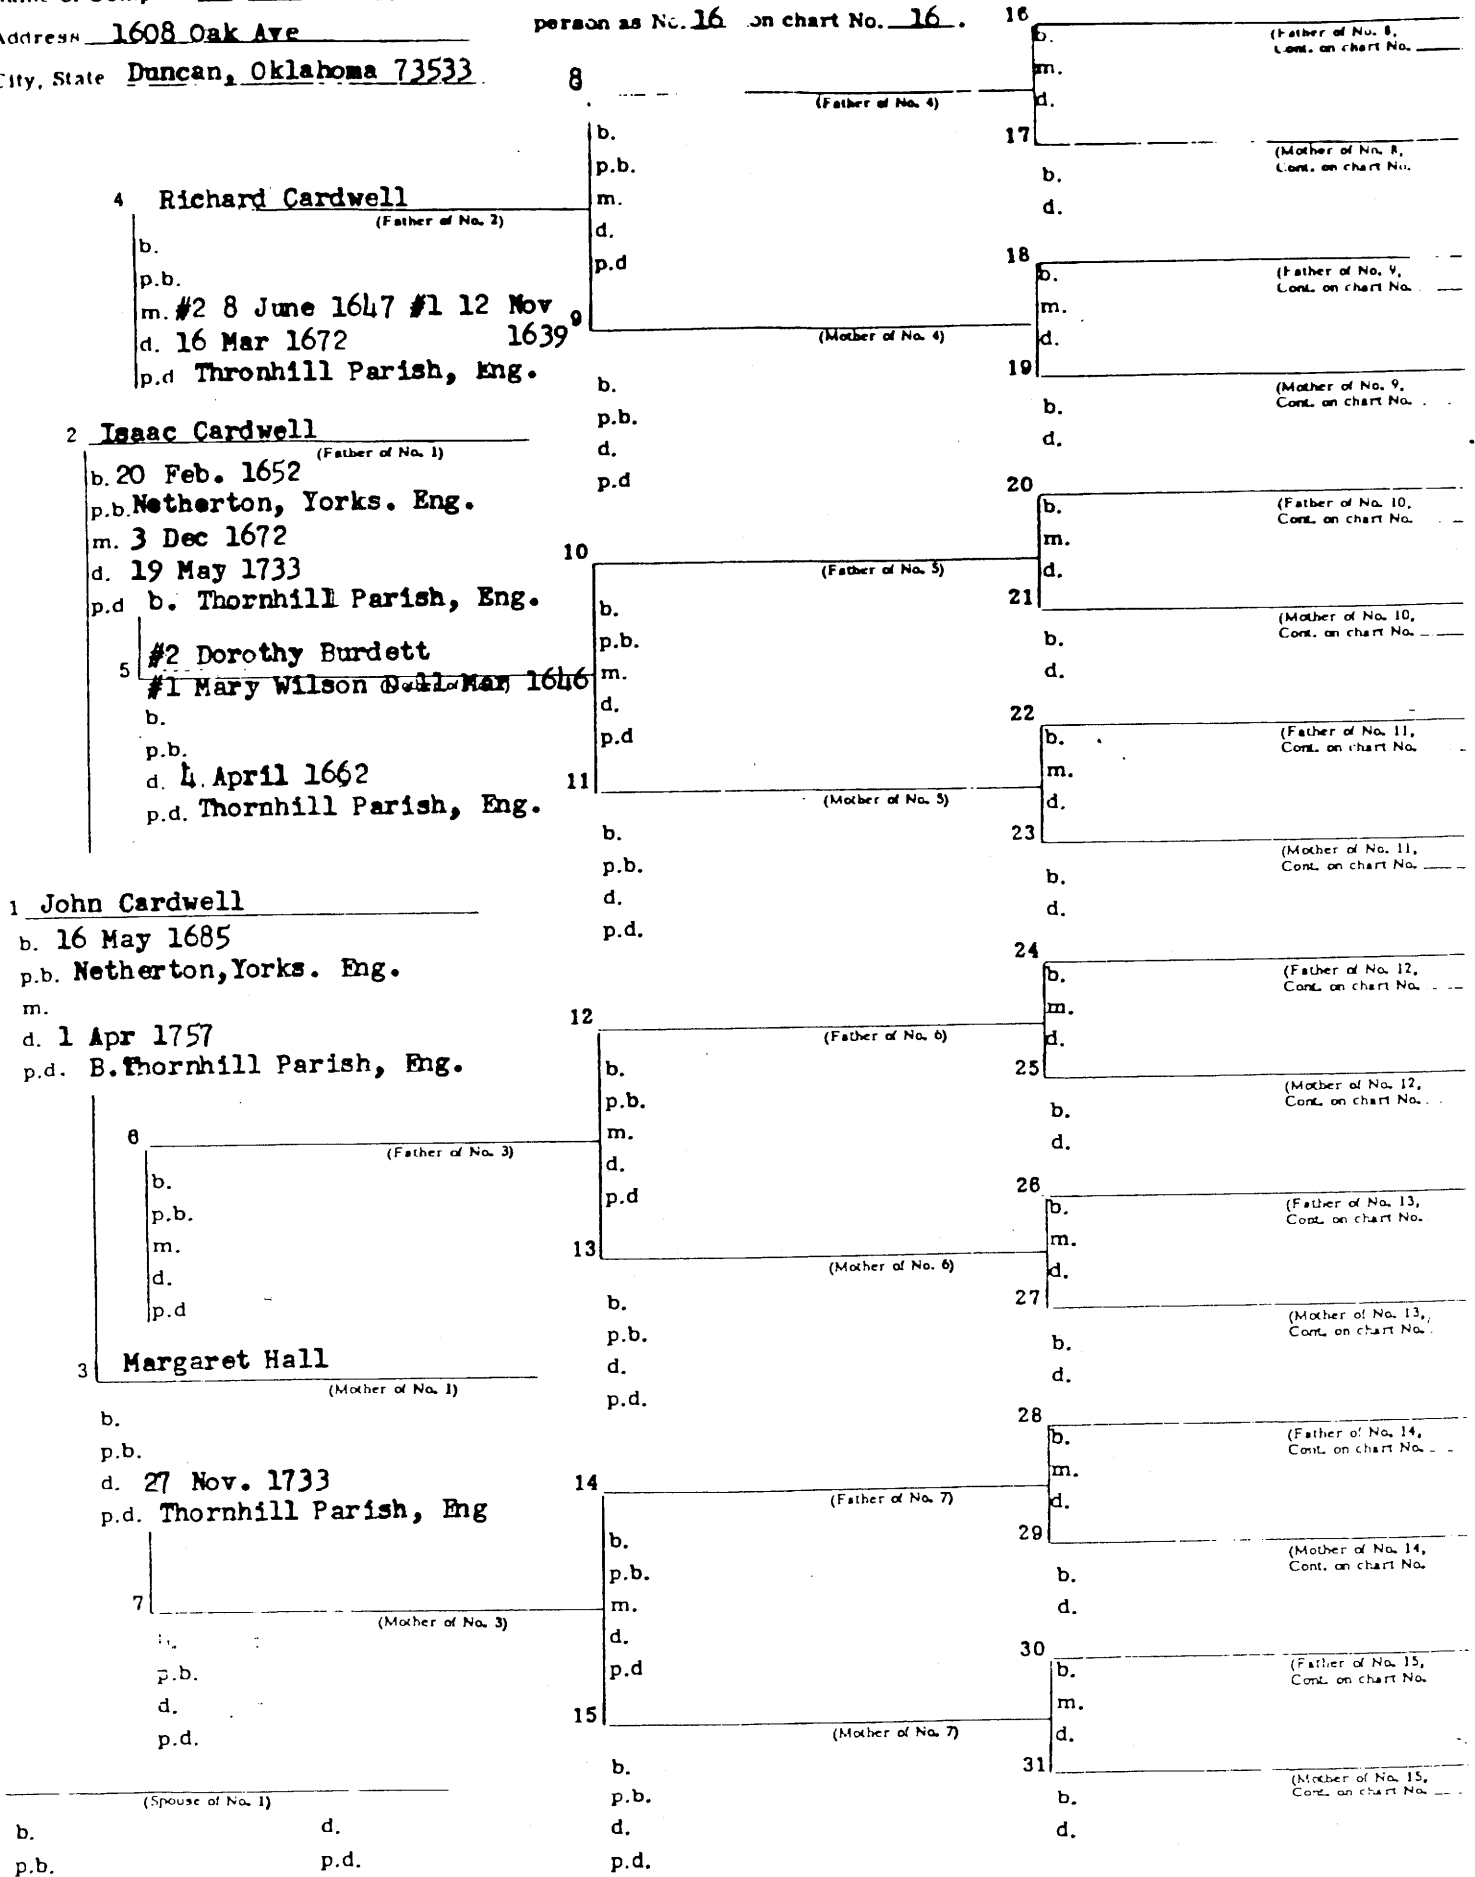 Address 1608 Oak Ave
City, State Duncan, Oklahoma 73533
person as No. 16 on chart No. 16.
4 Richard Cardwell
(Father of No. 2)
b.
p.b.
m. #2 8 June 1647 #1 12 Nov
1639
d. 16 Mar 1672
p.d Thronhill Parish, Eng.
2 Isaac Cardwell
(Father of No. 1)
b. 20 Feb. 1652
p.b. Netherton, Yorks. Eng.
m. 3 Dec 1672
d. 19 May 1733
p.d b. Thornhill Parish, Eng.
#2 Dorothy Burdett
5
#1 Mary Wilson D. 11 Mar 1646
b.
p.b.
d. 4 April 1662
p.d. Thornhill Parish, Eng.
1 John Cardwell
b. 16 May 1685
p.b. Netherton, Yorks. Eng.
m.
d. 1 Apr 1757
p.d. B. Thornhill Parish, Eng.
6
(Father of No. 3)
b.
p.b.
m.
d.
p.d
3 Margaret Hall
(Mother of No. 1)
b.
p.b.
d. 27 Nov. 1733
p.d. Thornhill Parish, Eng
7
(Mother of No. 3)
p.b.
d.
p.d.
(Spouse of No. 1)
b. d.
p.b. p.d.
8
(Father of No. 4)
b.
p.b.
m.
d.
p.d
9
(Mother of No. 4)
b.
p.b.
d.
p.d
10
(Father of No. 5)
b.
p.b.
m.
d.
p.d
11
(Mother of No. 5)
b.
p.b.
d.
p.d.
12
(Father of No. 6)
b.
p.b.
m.
d.
p.d
13
(Mother of No. 6)
b.
p.b.
d.
p.d.
14
(Father of No. 7)
b.
p.b.
m.
d.
p.d
15
(Mother of No. 7)
b.
p.b.
d.
p.d.
16
(Father of No. 8,
Cont. on chart No.
b.
m.
d.
17
(Mother of No. 8,
Cont. on chart No.
b.
d.
18
(Father of No. 9,
Cont. on chart No.
b.
m.
d.
19
(Mother of No. 9,
Cont. on chart No.
b.
d.
20
(Father of No. 10,
Cont. on chart No.
b.
m.
d.
21
(Mother of No. 10,
Cont. on chart No.
b.
d.
22
(Father of No. 11,
Cont. on chart No.
b.
m.
d.
23
(Mother of No. 11,
Cont. on chart No.
b.
d.
24
(Father of No. 12,
Cont. on chart No.
b.
m.
d.
25
(Mother of No. 12,
Cont. on chart No.
b.
d.
26
(Father of No. 13,
Cont. on chart No.
b.
m.
d.
27
(Mother of No. 13,
Cont. on chart No.
b.
d.
28
(Father of No. 14,
Cont. on chart No.
b.
m.
d.
29
(Mother of No. 14,
Cont. on chart No.
b.
d.
30
(Father of No. 15,
Cont. on chart No.
b.
m.
d.
31
(Mother of No. 15,
Cont. on chart No.
b.
d.